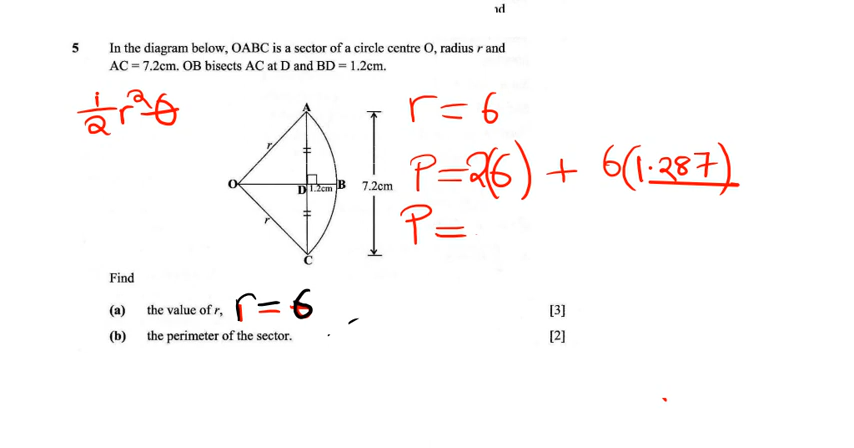 nd
5 In the diagram below, OABC is a sector of a circle centre O, radius r and
AC = 7.2cm. OB bisects AC at D and BD = 1.2cm.
1/2 r²θ
A
r = 6
r
P = 2(6) + 6(1.287)
O
D 1.2cm B 7.2cm
r
P =
C
Find
(a) the value of r, r = 6 [3]
(b) the perimeter of the sector. [2]